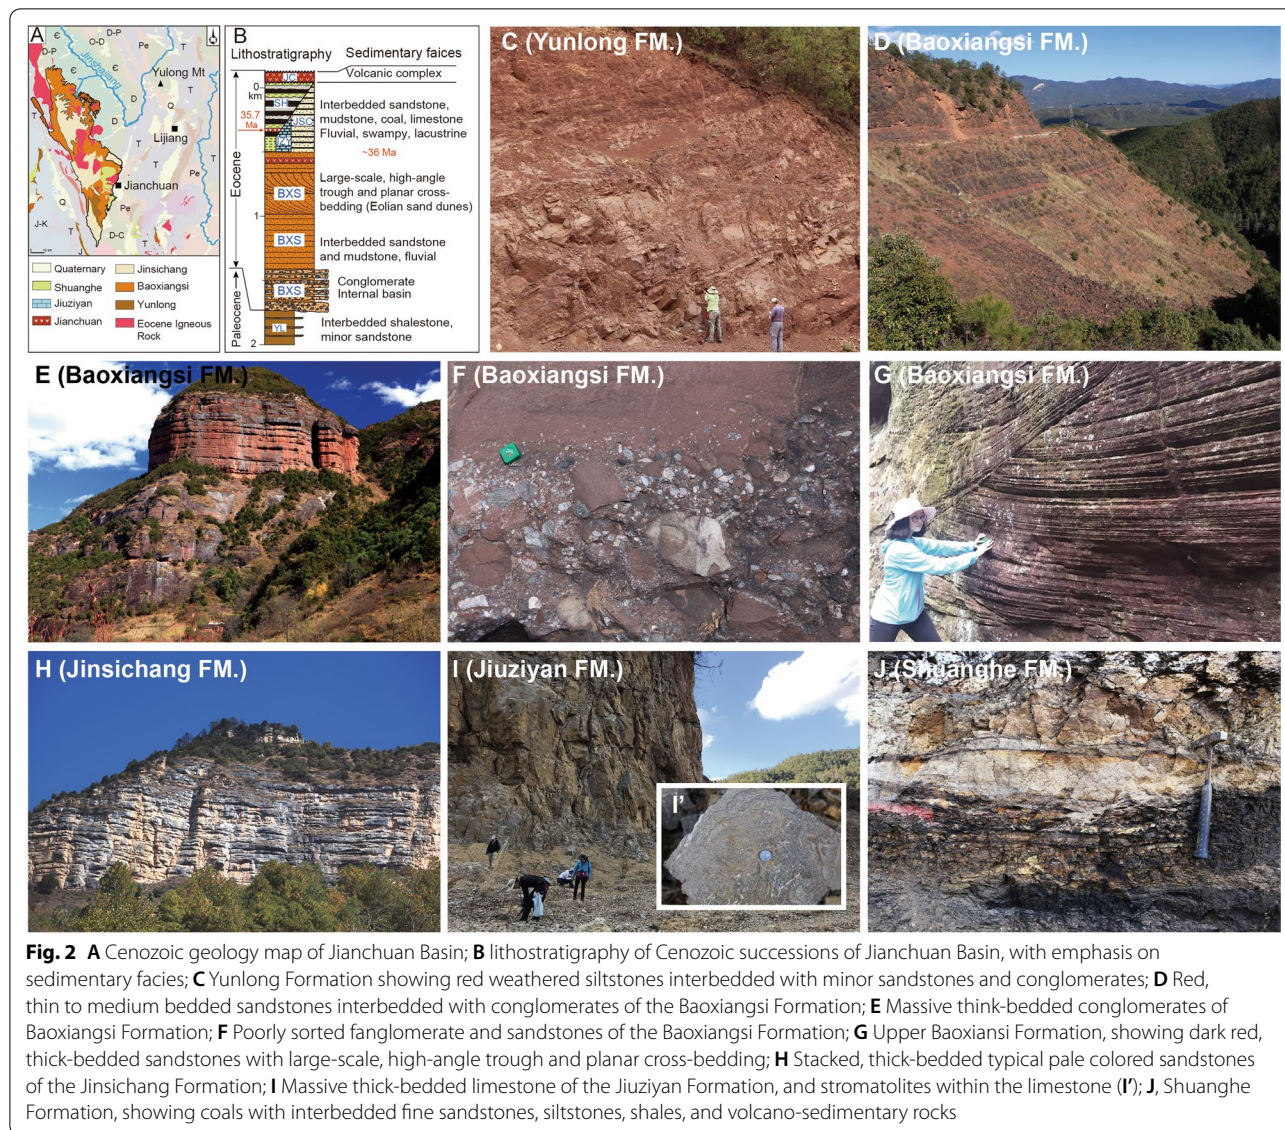 A
D-P
O-D
D-P
Pe
T
Є
Є
Є
Jinshajiang
Yulong Mt
T
D
Q
T
T
D
Lijiang
T
T
Pe
Jianchuan
Q
Pe
J-K
T
D-C
T
T
Quaternary
Jinsichang
Shuanghe
Baoxiangsi
Jiuziyan
Yunlong
Jianchuan
Eocene Igneous
Rock
B
Lithostratigraphy
Sedimentary faices
JC
Volcanic complex
0
km
SH
Interbedded sandstone,
mudstone, coal, limestone
Fluvial, swampy, lacustrine
35.7
Ma
JSC
JZY
~36 Ma
Eocene
BXS
Large-scale, high-angle
trough and planar cross-
bedding (Eolian sand dunes)
1
BXS
Interbedded sandstone
and mudstone, fluvial
Paleocene
BXS
Conglomerate
Internal basin
YL
Interbedded shalestone,
minor sandstone
2
C (Yunlong FM.)
D (Baoxiangsi FM.)
E (Baoxiangsi FM.)
F (Baoxiangsi FM.)
G (Baoxiangsi FM.)
H (Jinsichang FM.)
I (Jiuziyan FM.)
I'
J (Shuanghe FM.)
Fig. 2 A Cenozoic geology map of Jianchuan Basin; B lithostratigraphy of Cenozoic successions of Jianchuan Basin, with emphasis on
sedimentary facies; C Yunlong Formation showing red weathered siltstones interbedded with minor sandstones and conglomerates; D Red,
thin to medium bedded sandstones interbedded with conglomerates of the Baoxiangsi Formation; E Massive think-bedded conglomerates of
Baoxiangsi Formation; F Poorly sorted fanglomerate and sandstones of the Baoxiangsi Formation; G Upper Baoxiansi Formation, showing dark red,
thick-bedded sandstones with large-scale, high-angle trough and planar cross-bedding; H Stacked, thick-bedded typical pale colored sandstones
of the Jinsichang Formation; I Massive thick-bedded limestone of the Jiuziyan Formation, and stromatolites within the limestone (I'); J, Shuanghe
Formation, showing coals with interbedded fine sandstones, siltstones, shales, and volcano-sedimentary rocks